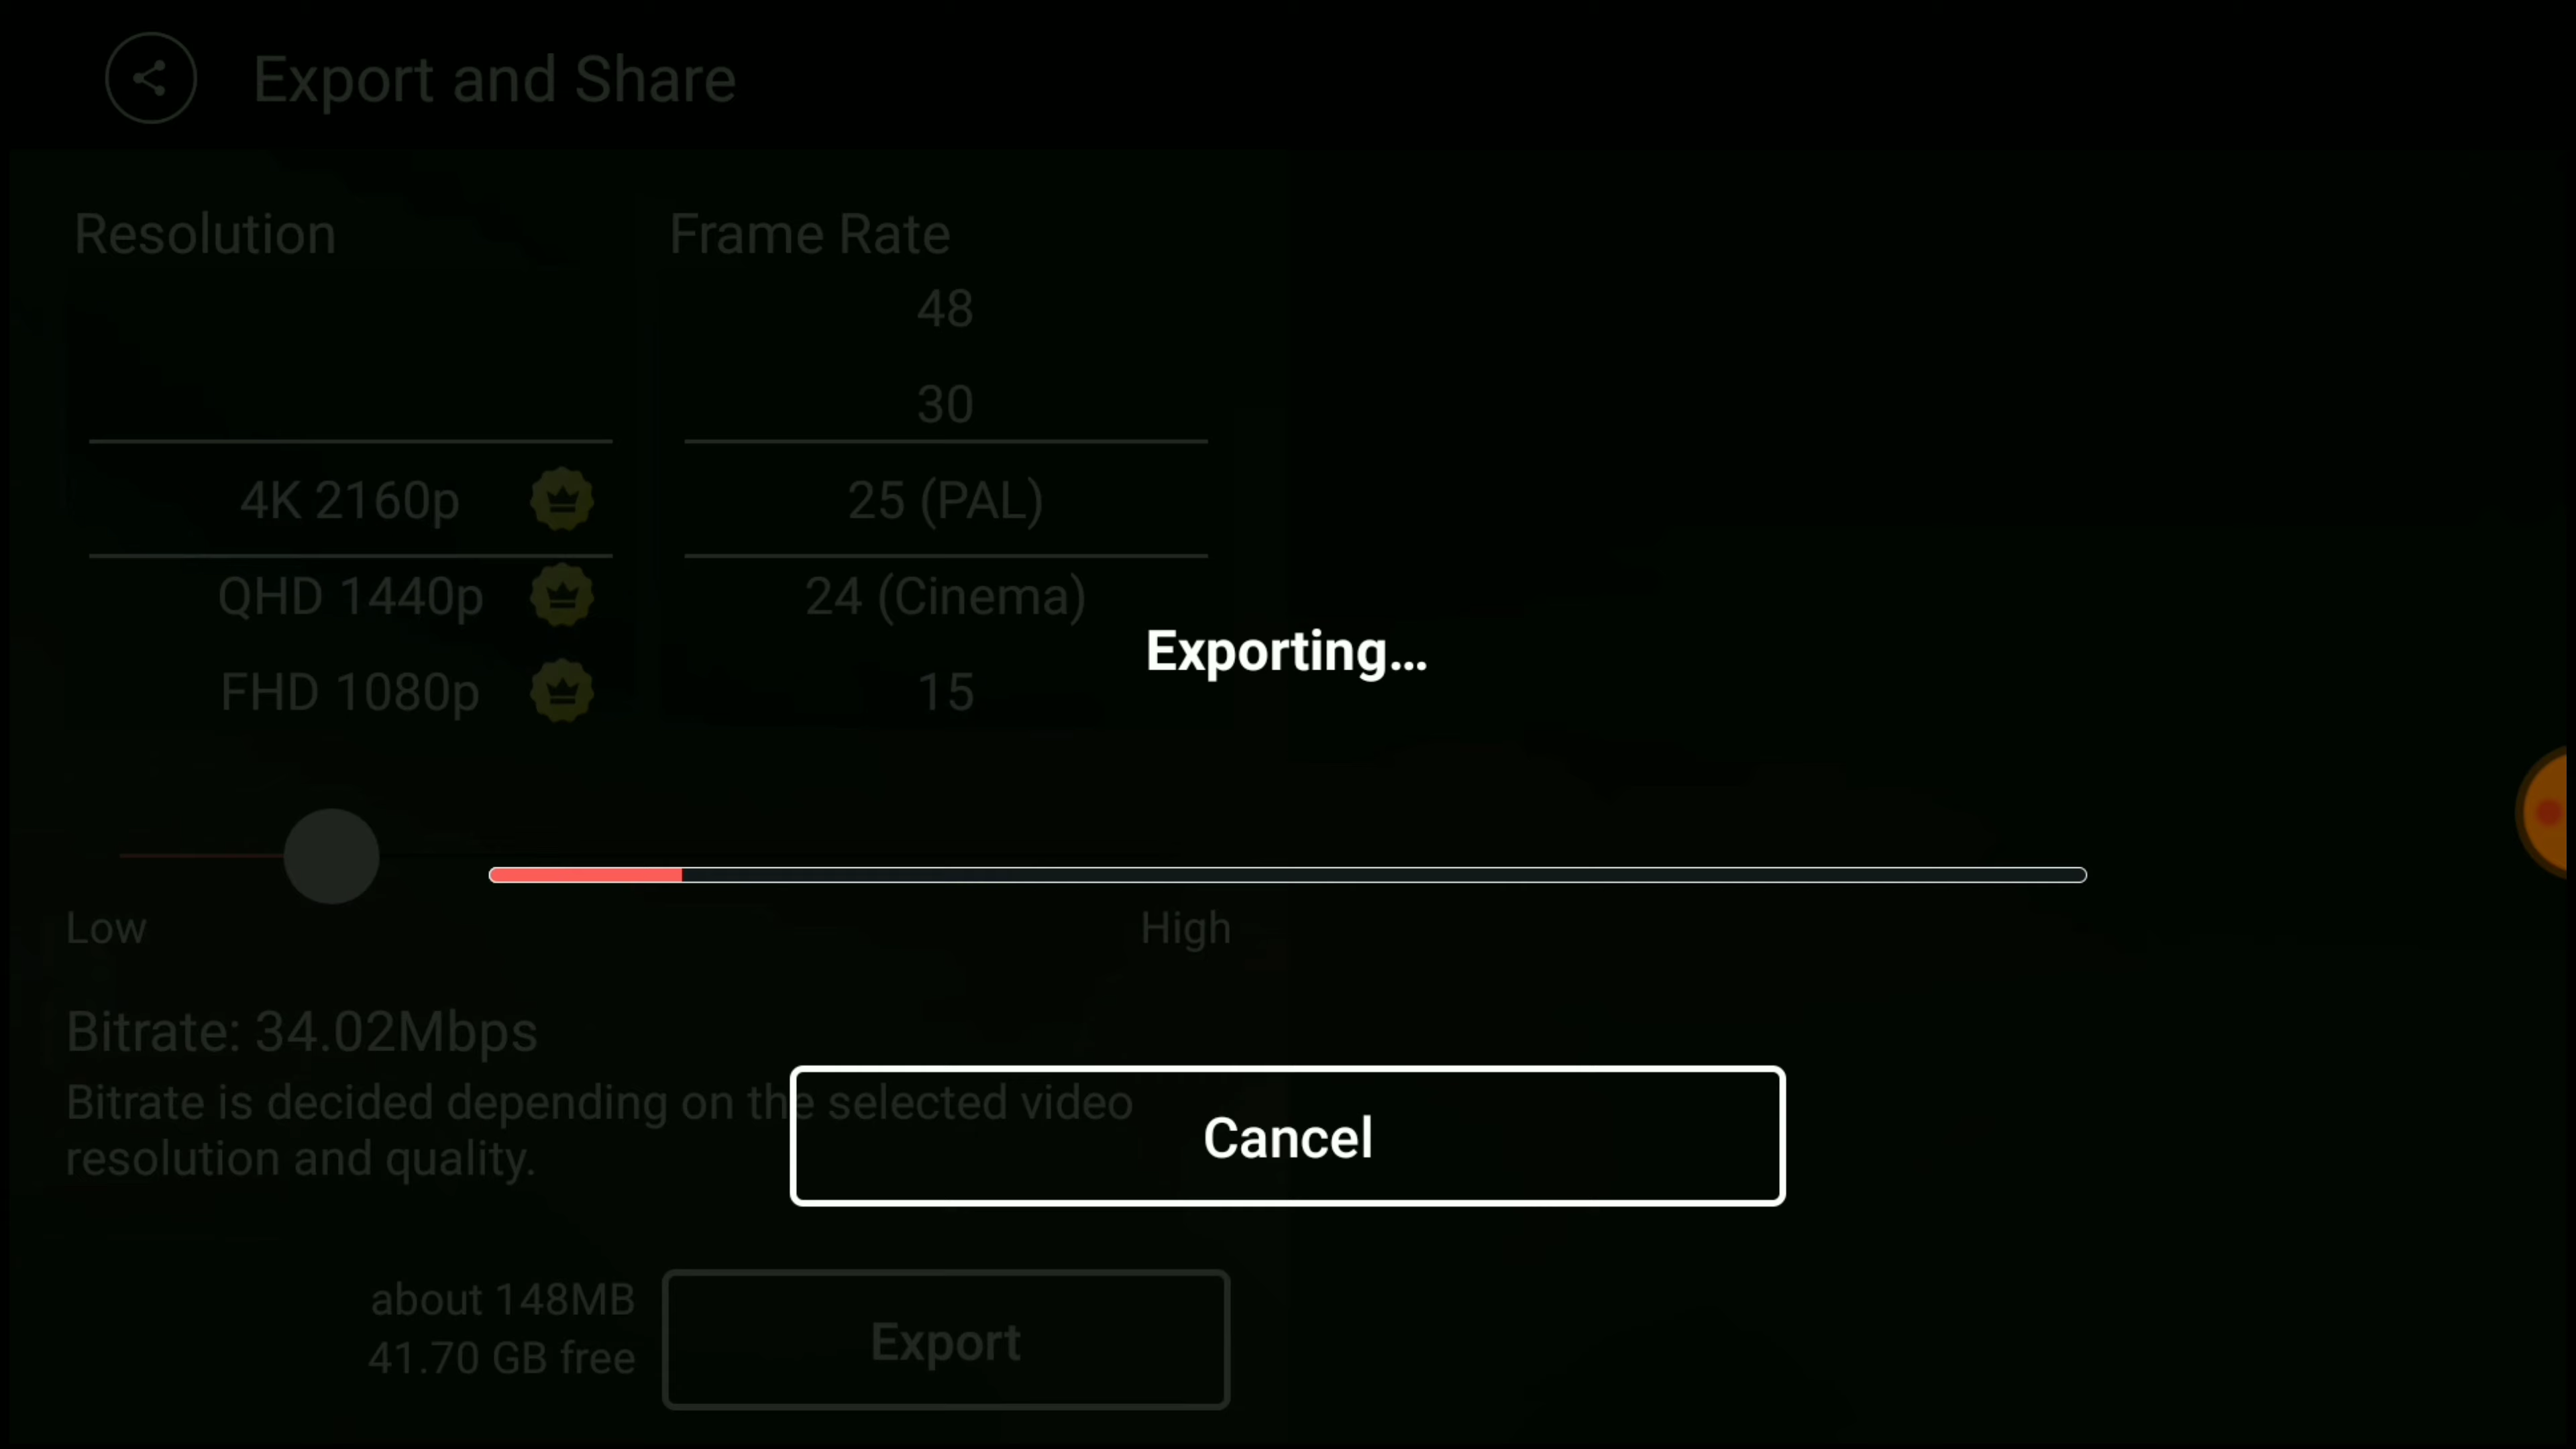 Export and Share
Resolution
Frame Rate
48
30
4K 2160p
25 (PAL)
QHD 1440p
24 (Cinema)
FHD 1080p
15
Exporting...
Low
High
Bitrate: 34.02Mbps
Bitrate is decided depending on the selected video
resolution and quality.
Cancel
about 148MB
41.70 GB free
Export